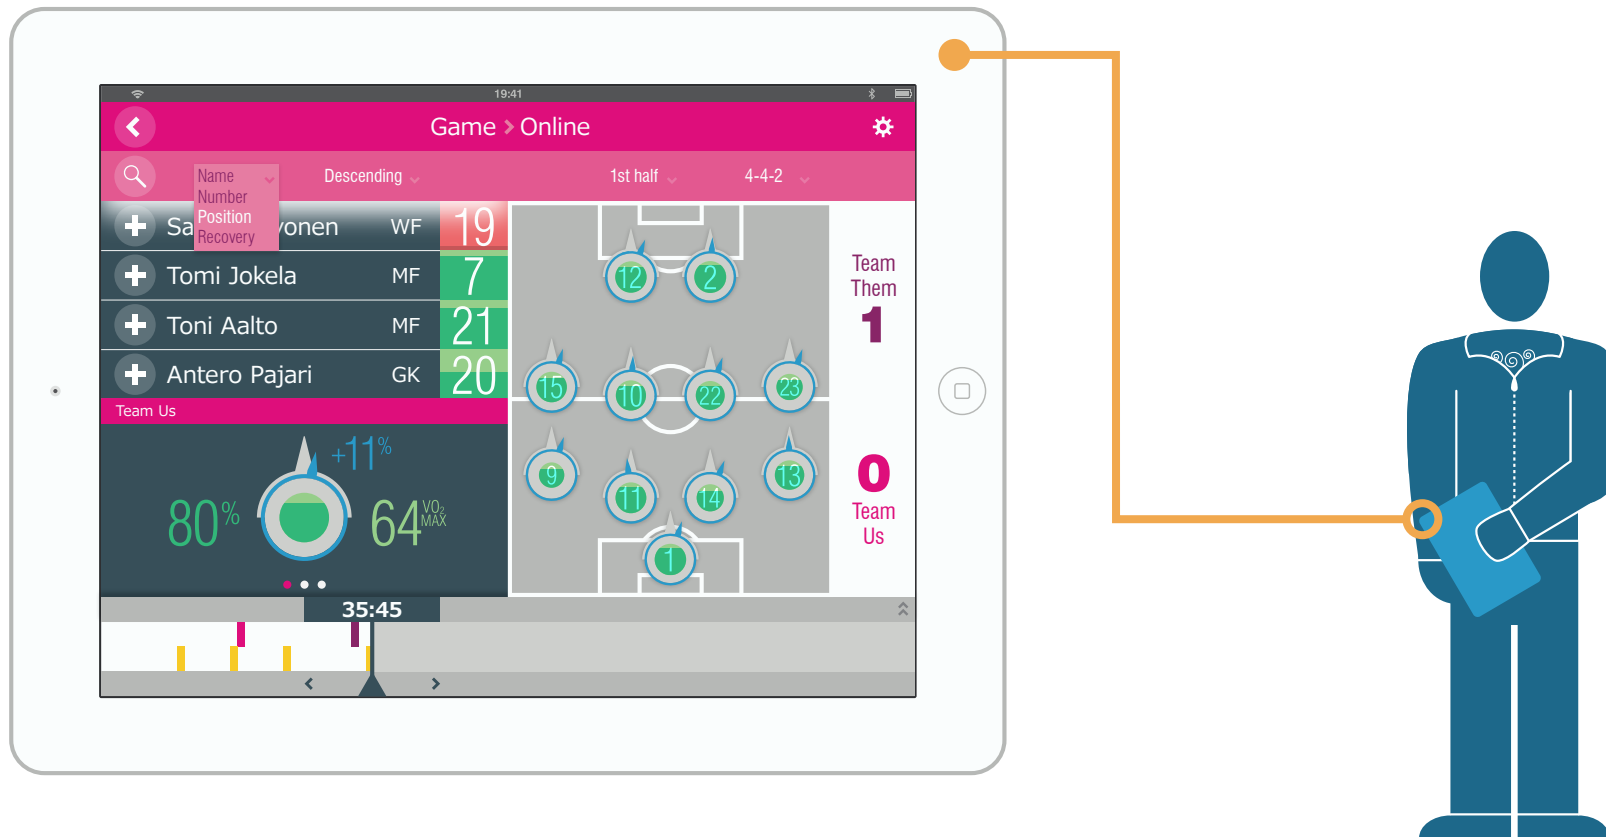 19:41
Game > Online
Name
Descending
1st half
4-4-2
Number
Position
Recovery
Sa
onen
WF
19
Tomi Jokela
MF
7
Toni Aalto
MF
21
Antero Pajari
GK
20
Team Us
+11%
80%
64 VO₂ MAX
12
2
15
10
22
23
9
11
14
13
1
Team
Them
1
0
Team
Us
35:45